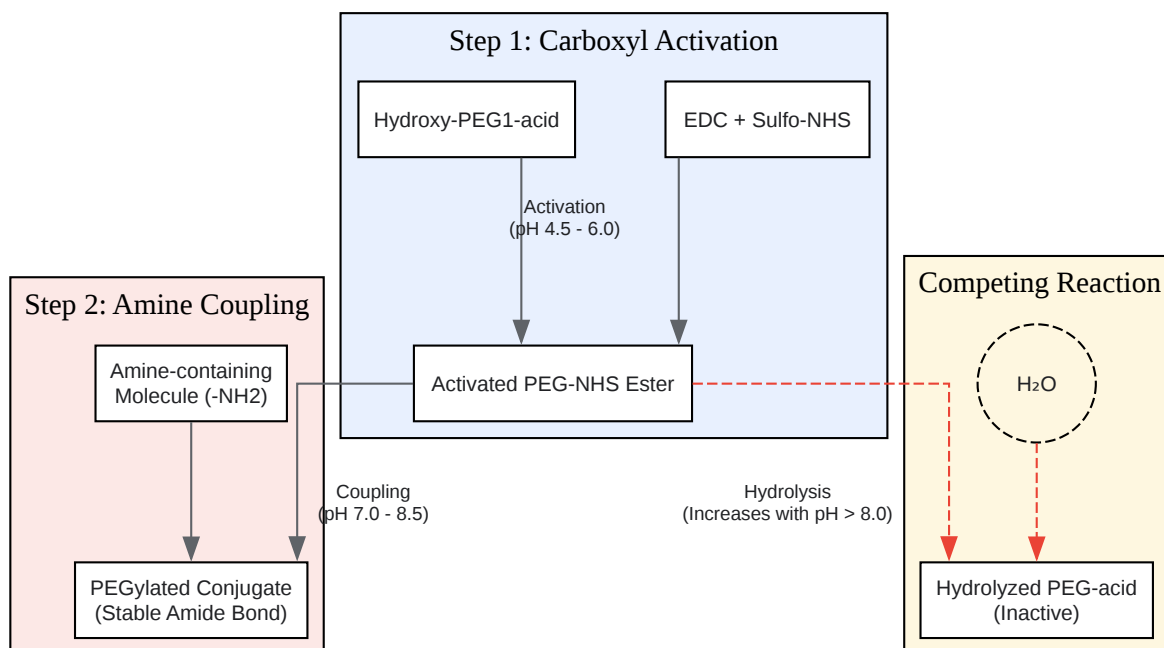 Step 1: Carboxyl Activation
Hydroxy-PEG1-acid
EDC + Sulfo-NHS
Activation
(pH 4.5 - 6.0)
Activated PEG-NHS Ester
Step 2: Amine Coupling
Amine-containing
Molecule (-NH2)
Coupling
(pH 7.0 - 8.5)
PEGylated Conjugate
(Stable Amide Bond)
Competing Reaction
H₂O
Hydrolysis
(Increases with pH > 8.0)
Hydrolyzed PEG-acid
(Inactive)